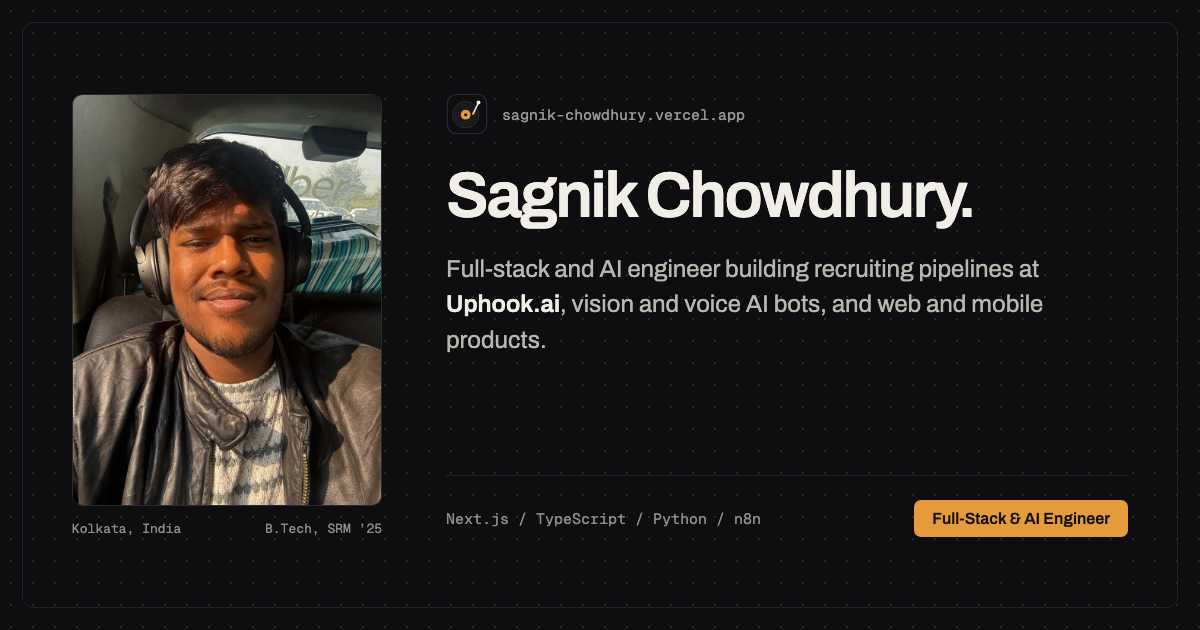 sagnik-chowdhury.vercel.app
Sagnik Chowdhury.
Full-stack and AI engineer building recruiting pipelines at
Uphook.ai, vision and voice AI bots, and web and mobile
products.
Kolkata, India
B.Tech, SRM ’25
Next.js / TypeScript / Python / n8n
Full-Stack & AI Engineer